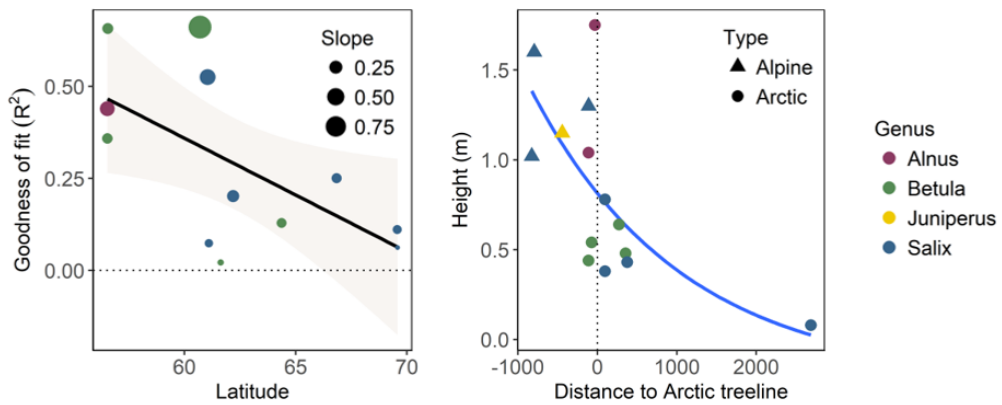 Goodness of fit (R²)
0.50
0.25
0.00
60
65
70
Latitude
Slope
0.25
0.50
0.75
Height (m)
1.5
1.0
0.5
0.0
-1000
0
1000
2000
Distance to Arctic treeline
Type
Alpine
Arctic
Genus
Alnus
Betula
Juniperus
Salix